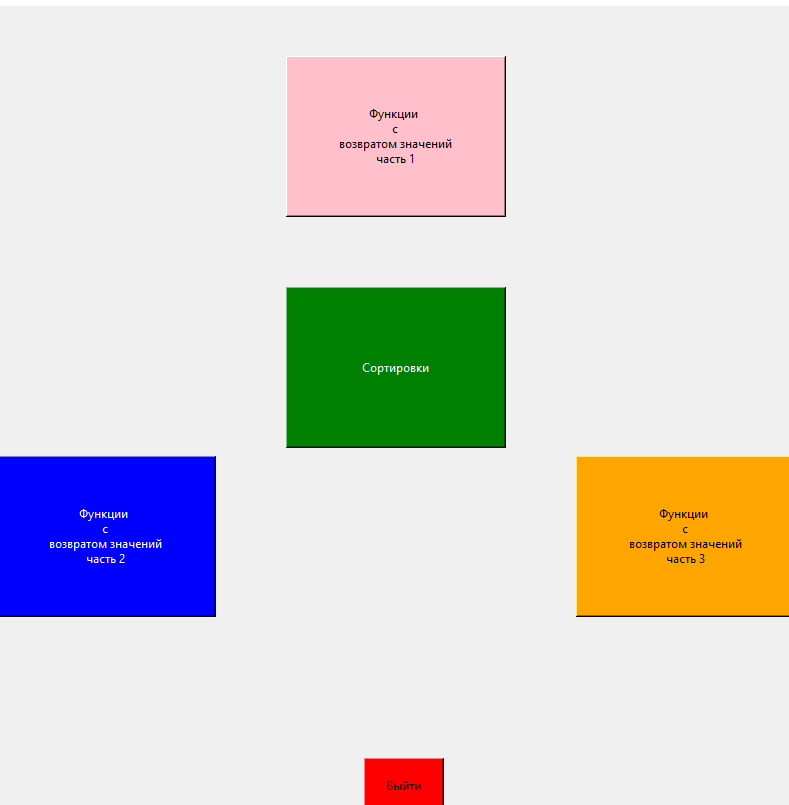 Функции
с
возвратом значений
часть 1
Сортировки
Функции
с
возвратом значений
часть 2
Функции
с
возвратом значений
часть 3
Выйти